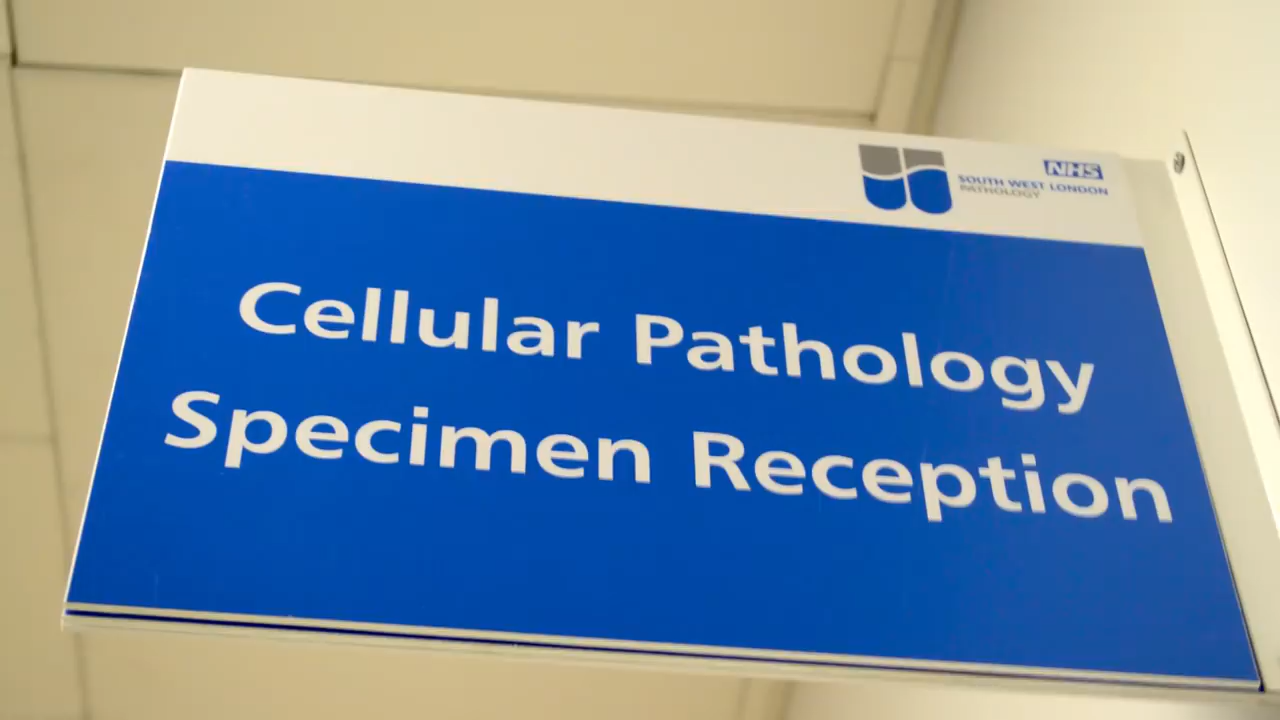 NHS
SOUTH WEST LONDON
PATHOLOGY
Cellular Pathology
Specimen Reception